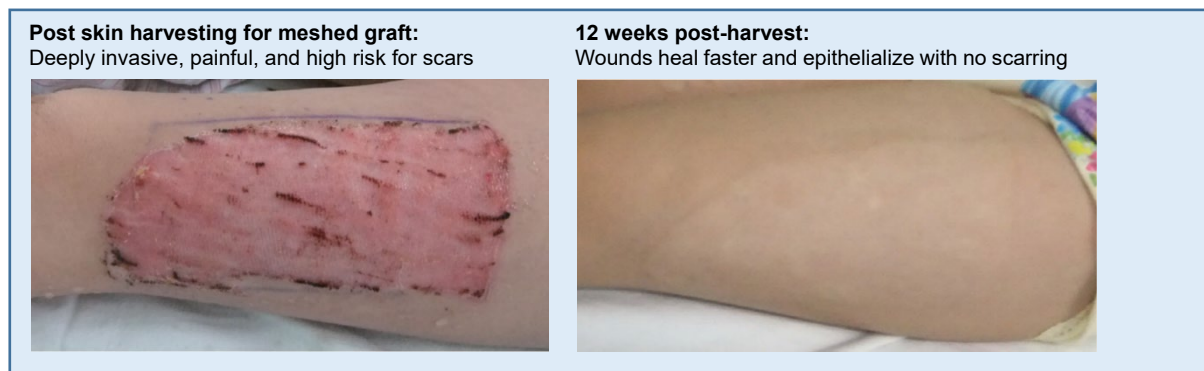 Post skin harvesting for meshed graft:
Deeply invasive, painful, and high risk for scars
12 weeks post-harvest:
Wounds heal faster and epithelialize with no scarring